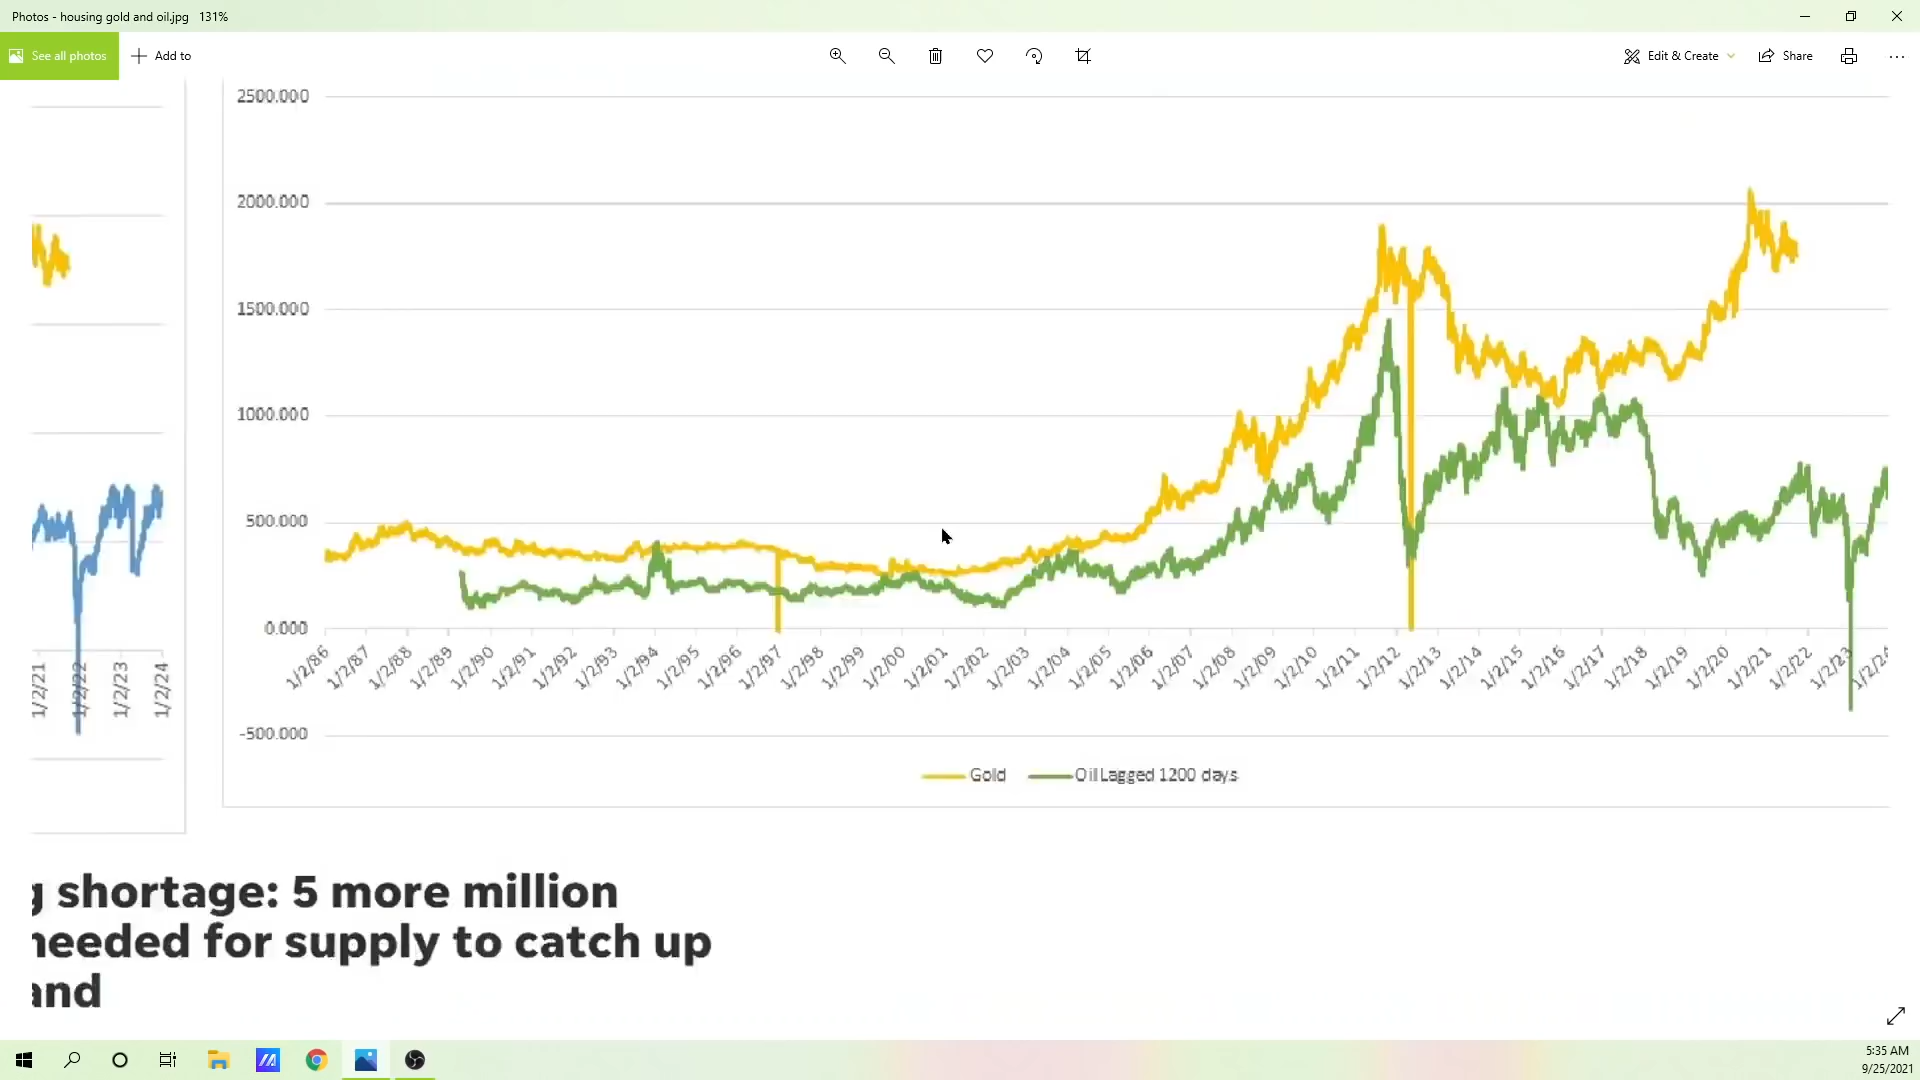 Photos - housing gold and oil.jpg 131%
See all photos
Add to
Edit & Create
Share
2500.000
2000.000
1500.000
1000.000
500.000
0.000
-500.000
1/2/86 1/2/87 1/2/88 1/2/89 1/2/90 1/2/91 1/2/92 1/2/93 1/2/94 1/2/95 1/2/96 1/2/97 1/2/98 1/2/99 1/2/00 1/2/01 1/2/02 1/2/03 1/2/04 1/2/05 1/2/06 1/2/07 1/2/08 1/2/09 1/2/10 1/2/11 1/2/12 1/2/13 1/2/14 1/2/15 1/2/16 1/2/17 1/2/18 1/2/19 1/2/20 1/2/21 1/2/22 1/2/23 1/2/24
Gold Oil Lagged 1200 days
1/2/21 1/2/22 1/2/23 1/2/24
g shortage: 5 more million
needed for supply to catch up
and
5:35 AM
9/25/2021